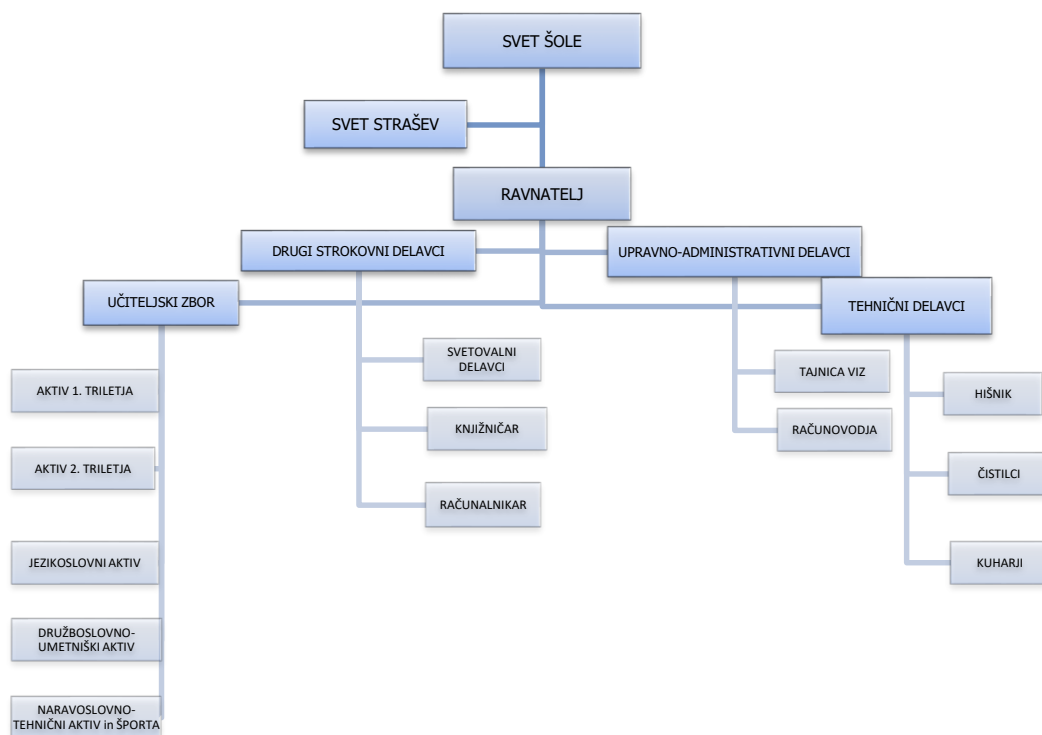 SVET ŠOLE
SVET STRAŠEV
RAVNATELJ
DRUGI STROKOVNI DELAVCI
UPRAVNO-ADMINISTRATIVNI DELAVCI
UČITELJSKI ZBOR
TEHNIČNI DELAVCI
AKTIV 1. TRILETJA
AKTIV 2. TRILETJA
JEZIKOSLOVNI AKTIV
DRUŽBOSLOVNO-
UMETNIŠKI AKTIV
NARAVOSLOVNO-
TEHNIČNI AKTIV in ŠPORTA
SVETOVALNI
DELAVCI
KNJIŽNIČAR
RAČUNALNIKAR
TAJNICA VIZ
RAČUNOVODJA
HIŠNIK
ČISTILCI
KUHARJI